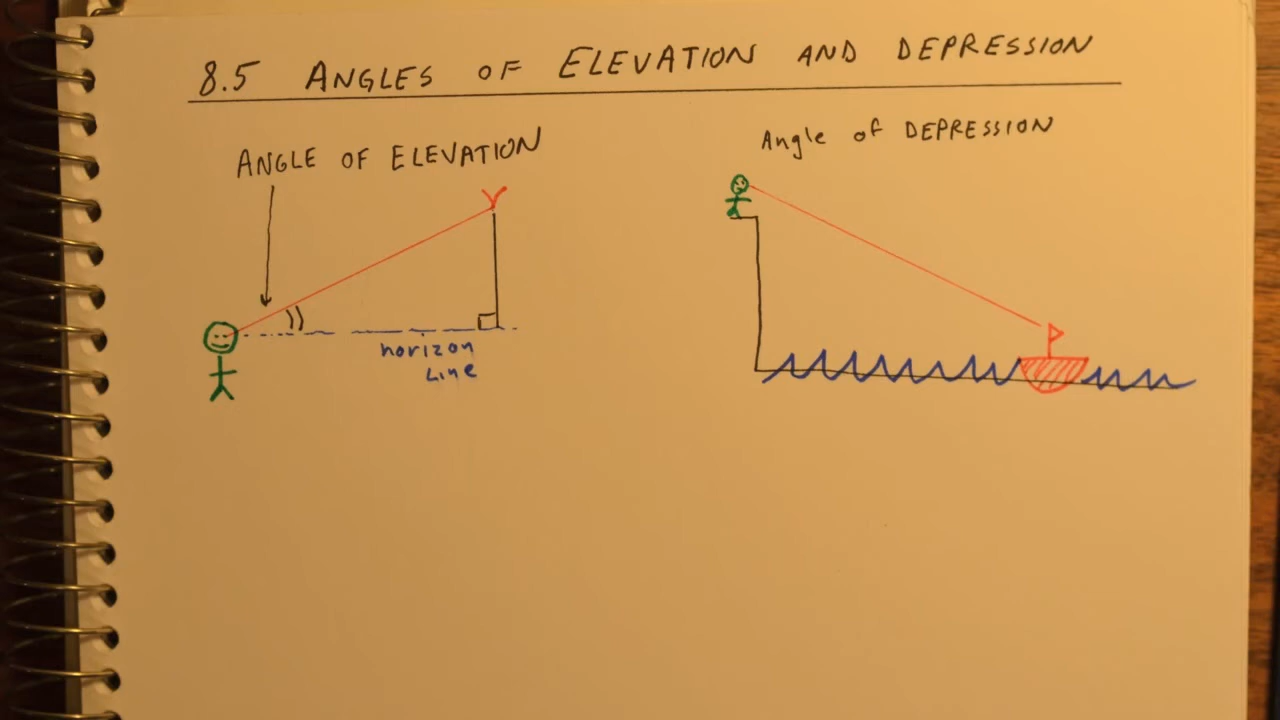 8.5 ANGLES OF ELEVATION AND DEPRESSION
ANGLE OF ELEVATION
horizon
Line
Angle of DEPRESSION